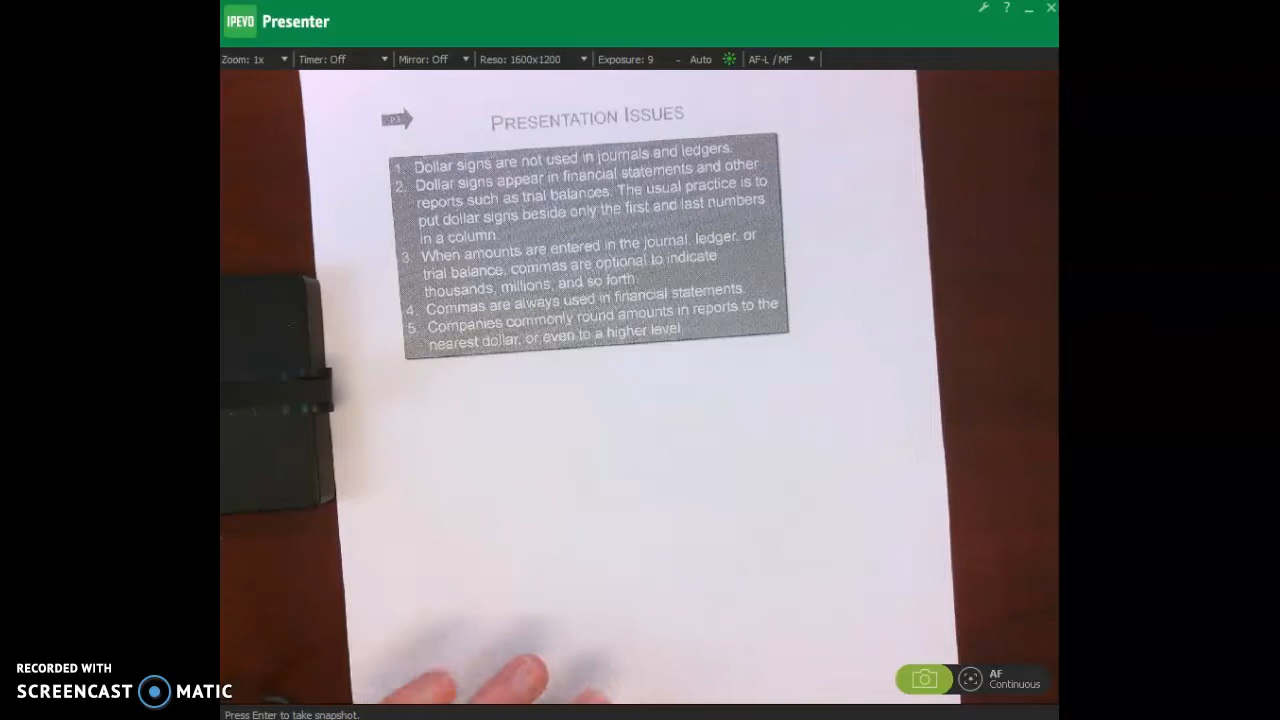 IPEVO Presenter
Zoom: 1x Timer: Off Mirror: Off Reso: 1600x1200 Exposure: 9 - Auto AF-L / MF
P3
PRESENTATION ISSUES
1. Dollar signs are not used in journals and ledgers.
2. Dollar signs appear in financial statements and other
reports such as trial balances. The usual practice is to
put dollar signs beside only the first and last numbers
in a column.
3. When amounts are entered in the journal, ledger, or
trial balance, commas are optional to indicate
thousands, millions, and so forth.
4. Commas are always used in financial statements.
5. Companies commonly round amounts in reports to the
nearest dollar, or even to a higher level.
AF
Continuous
RECORDED WITH
SCREENCAST MATIC
Press Enter to take snapshot.